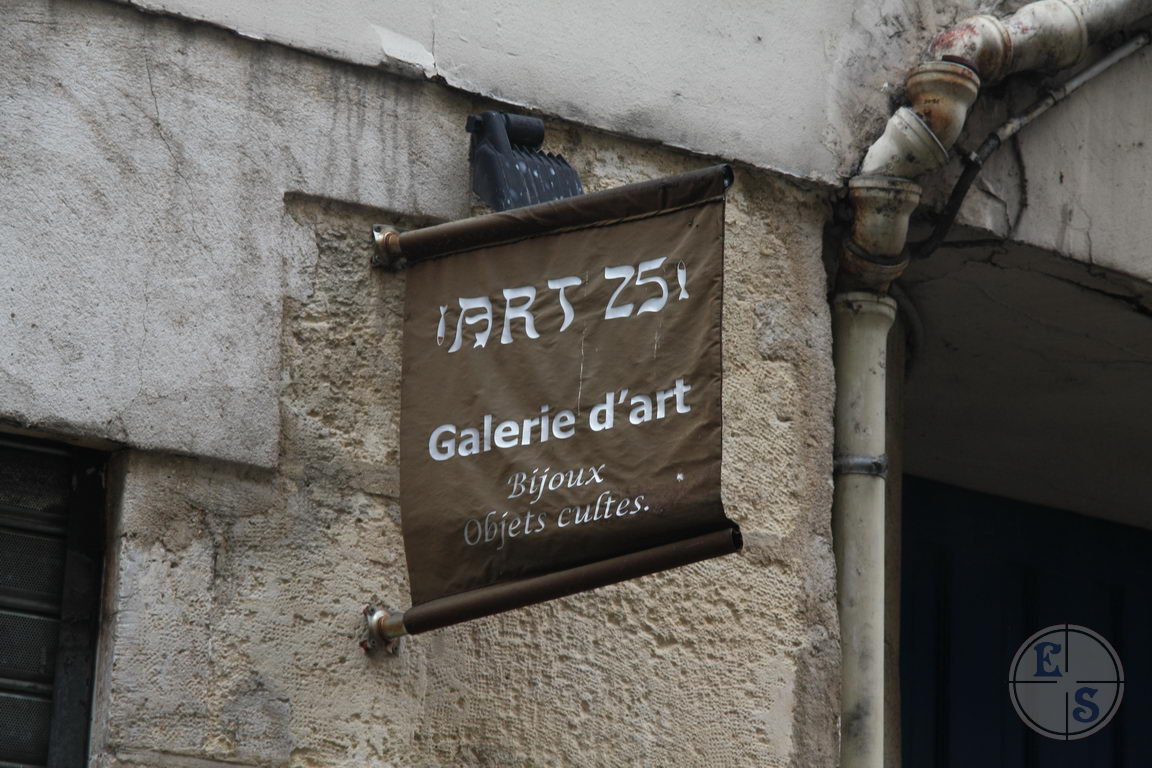 ART 25
Galerie d'art
Bijoux
Objets cultes.
E
S